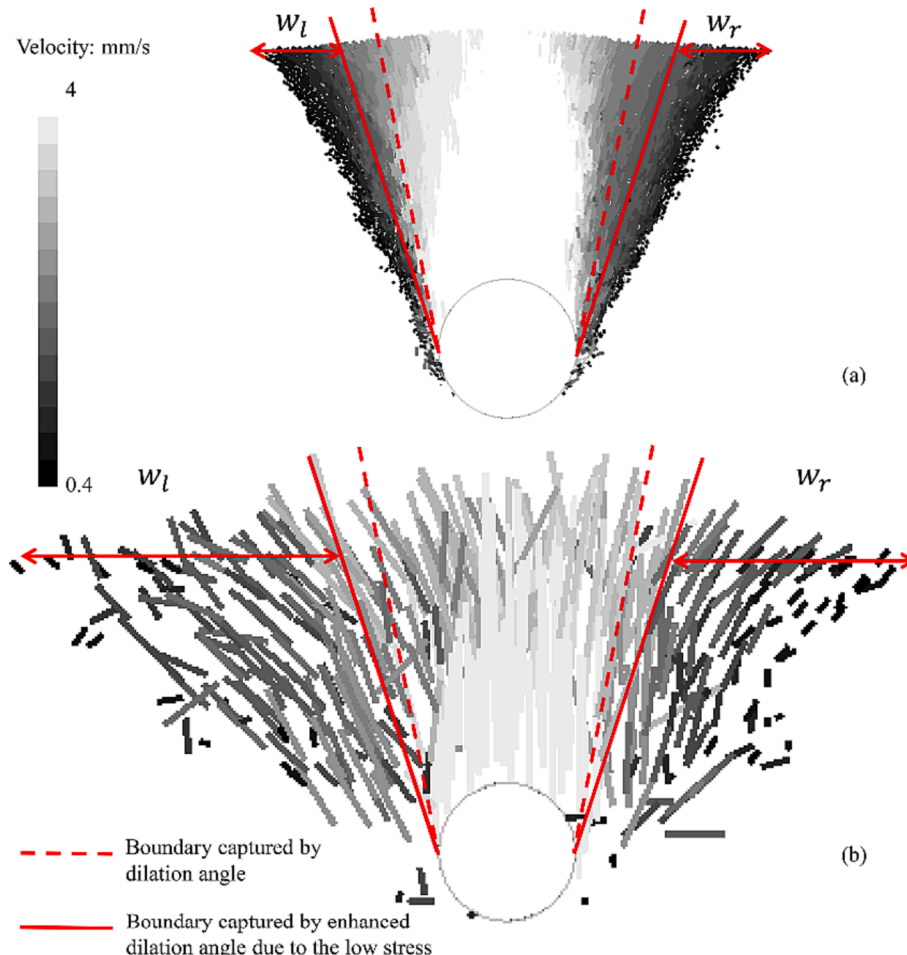 Velocity: mm/s
4
0.4
w_l
w_r
(a)
w_l
w_r
(b)
Boundary captured by
dilation angle
Boundary captured by enhanced
dilation angle due to the low stress